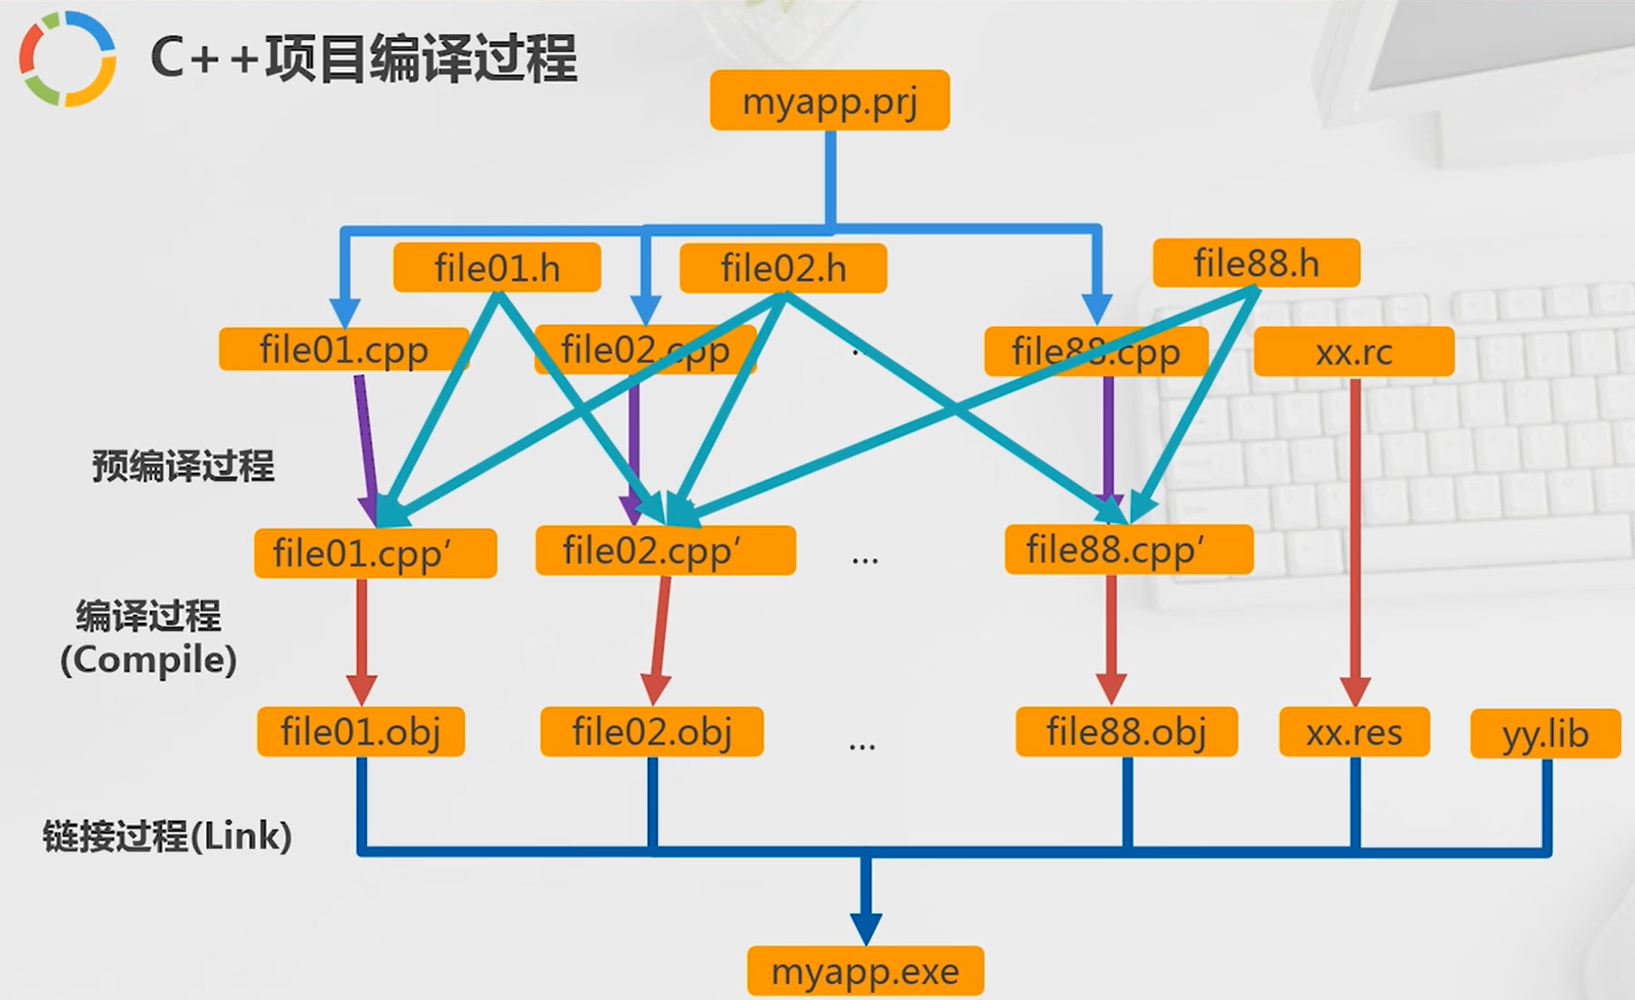 C++项目编译过程
myapp.prj
file01.h
file02.h
file88.h
file01.cpp
file02.cpp
file88.cpp
xx.rc
预编译过程
file01.cpp′
file02.cpp′
...
file88.cpp′
编译过程
(Compile)
file01.obj
file02.obj
...
file88.obj
xx.res
yy.lib
链接过程(Link)
myapp.exe